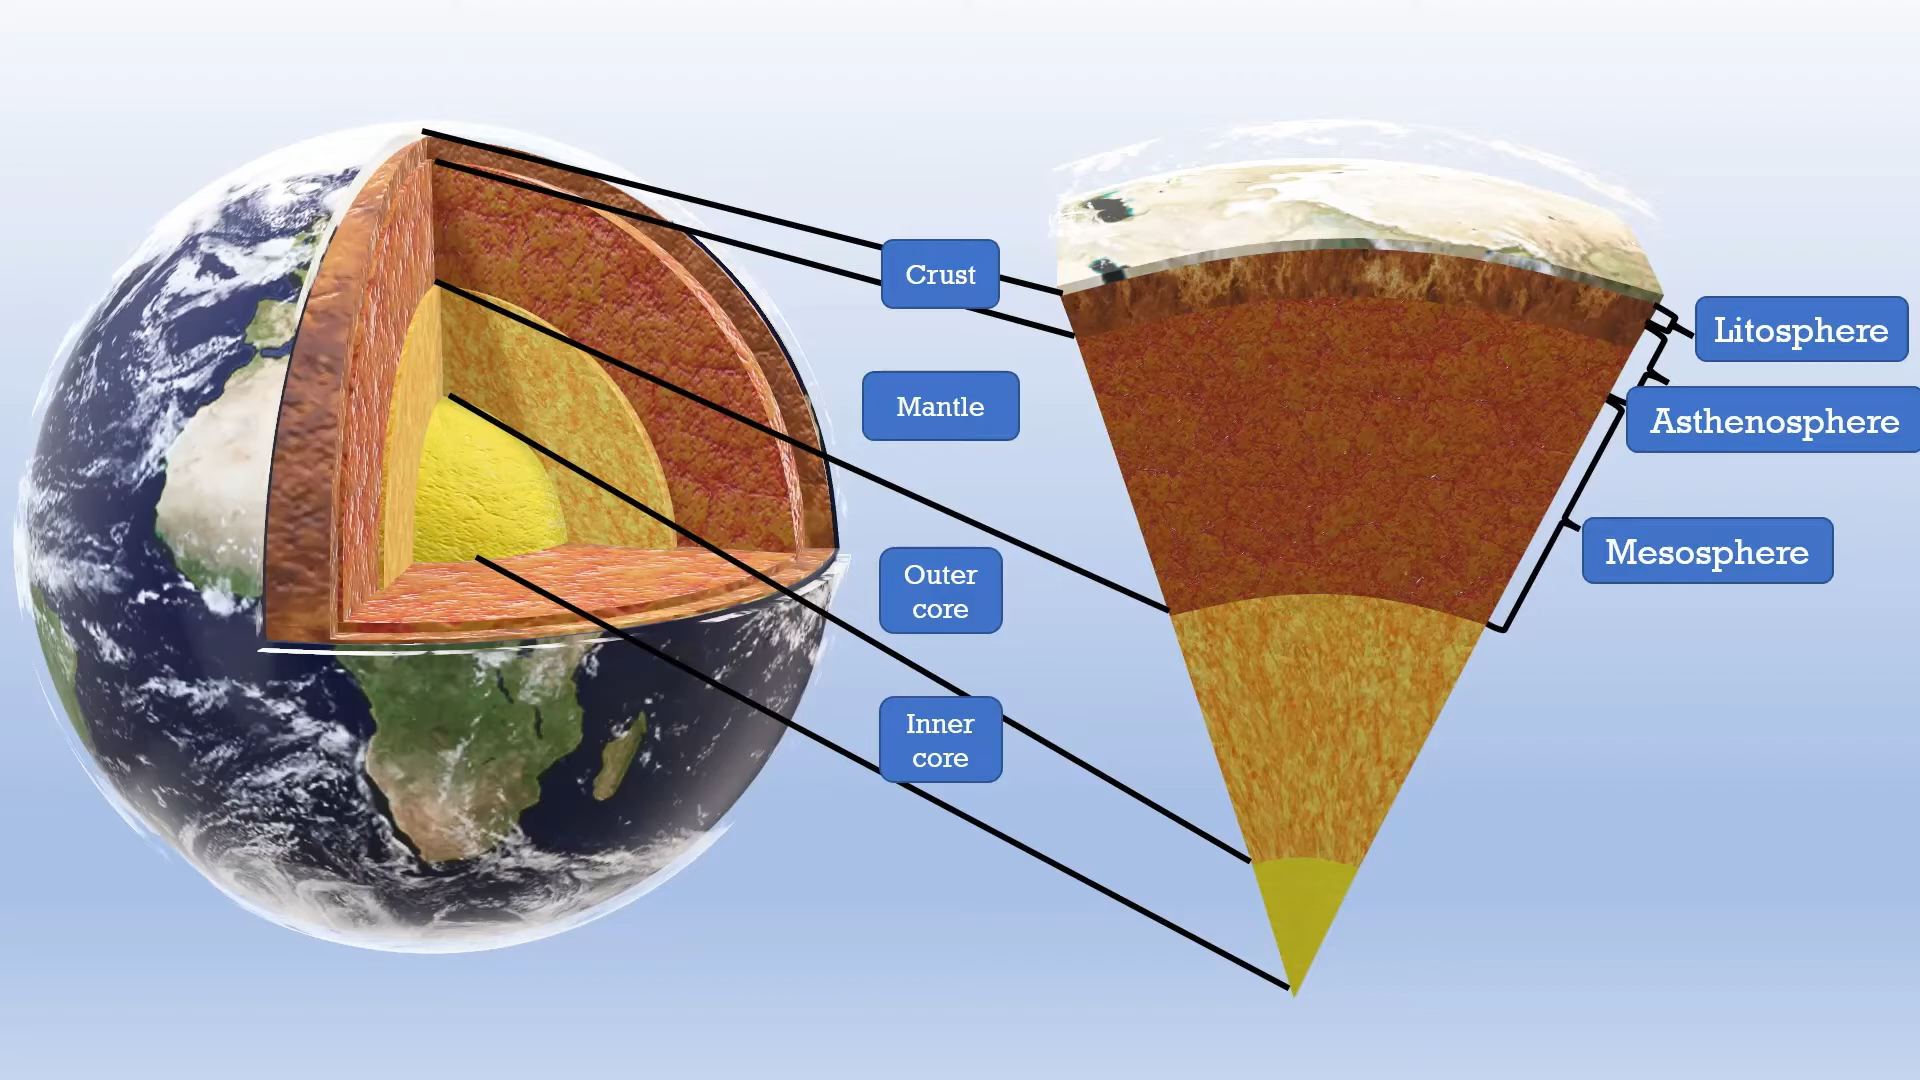 Crust
Mantle
Outer
core
Inner
core
Litosphere
Asthenosphere
Mesosphere